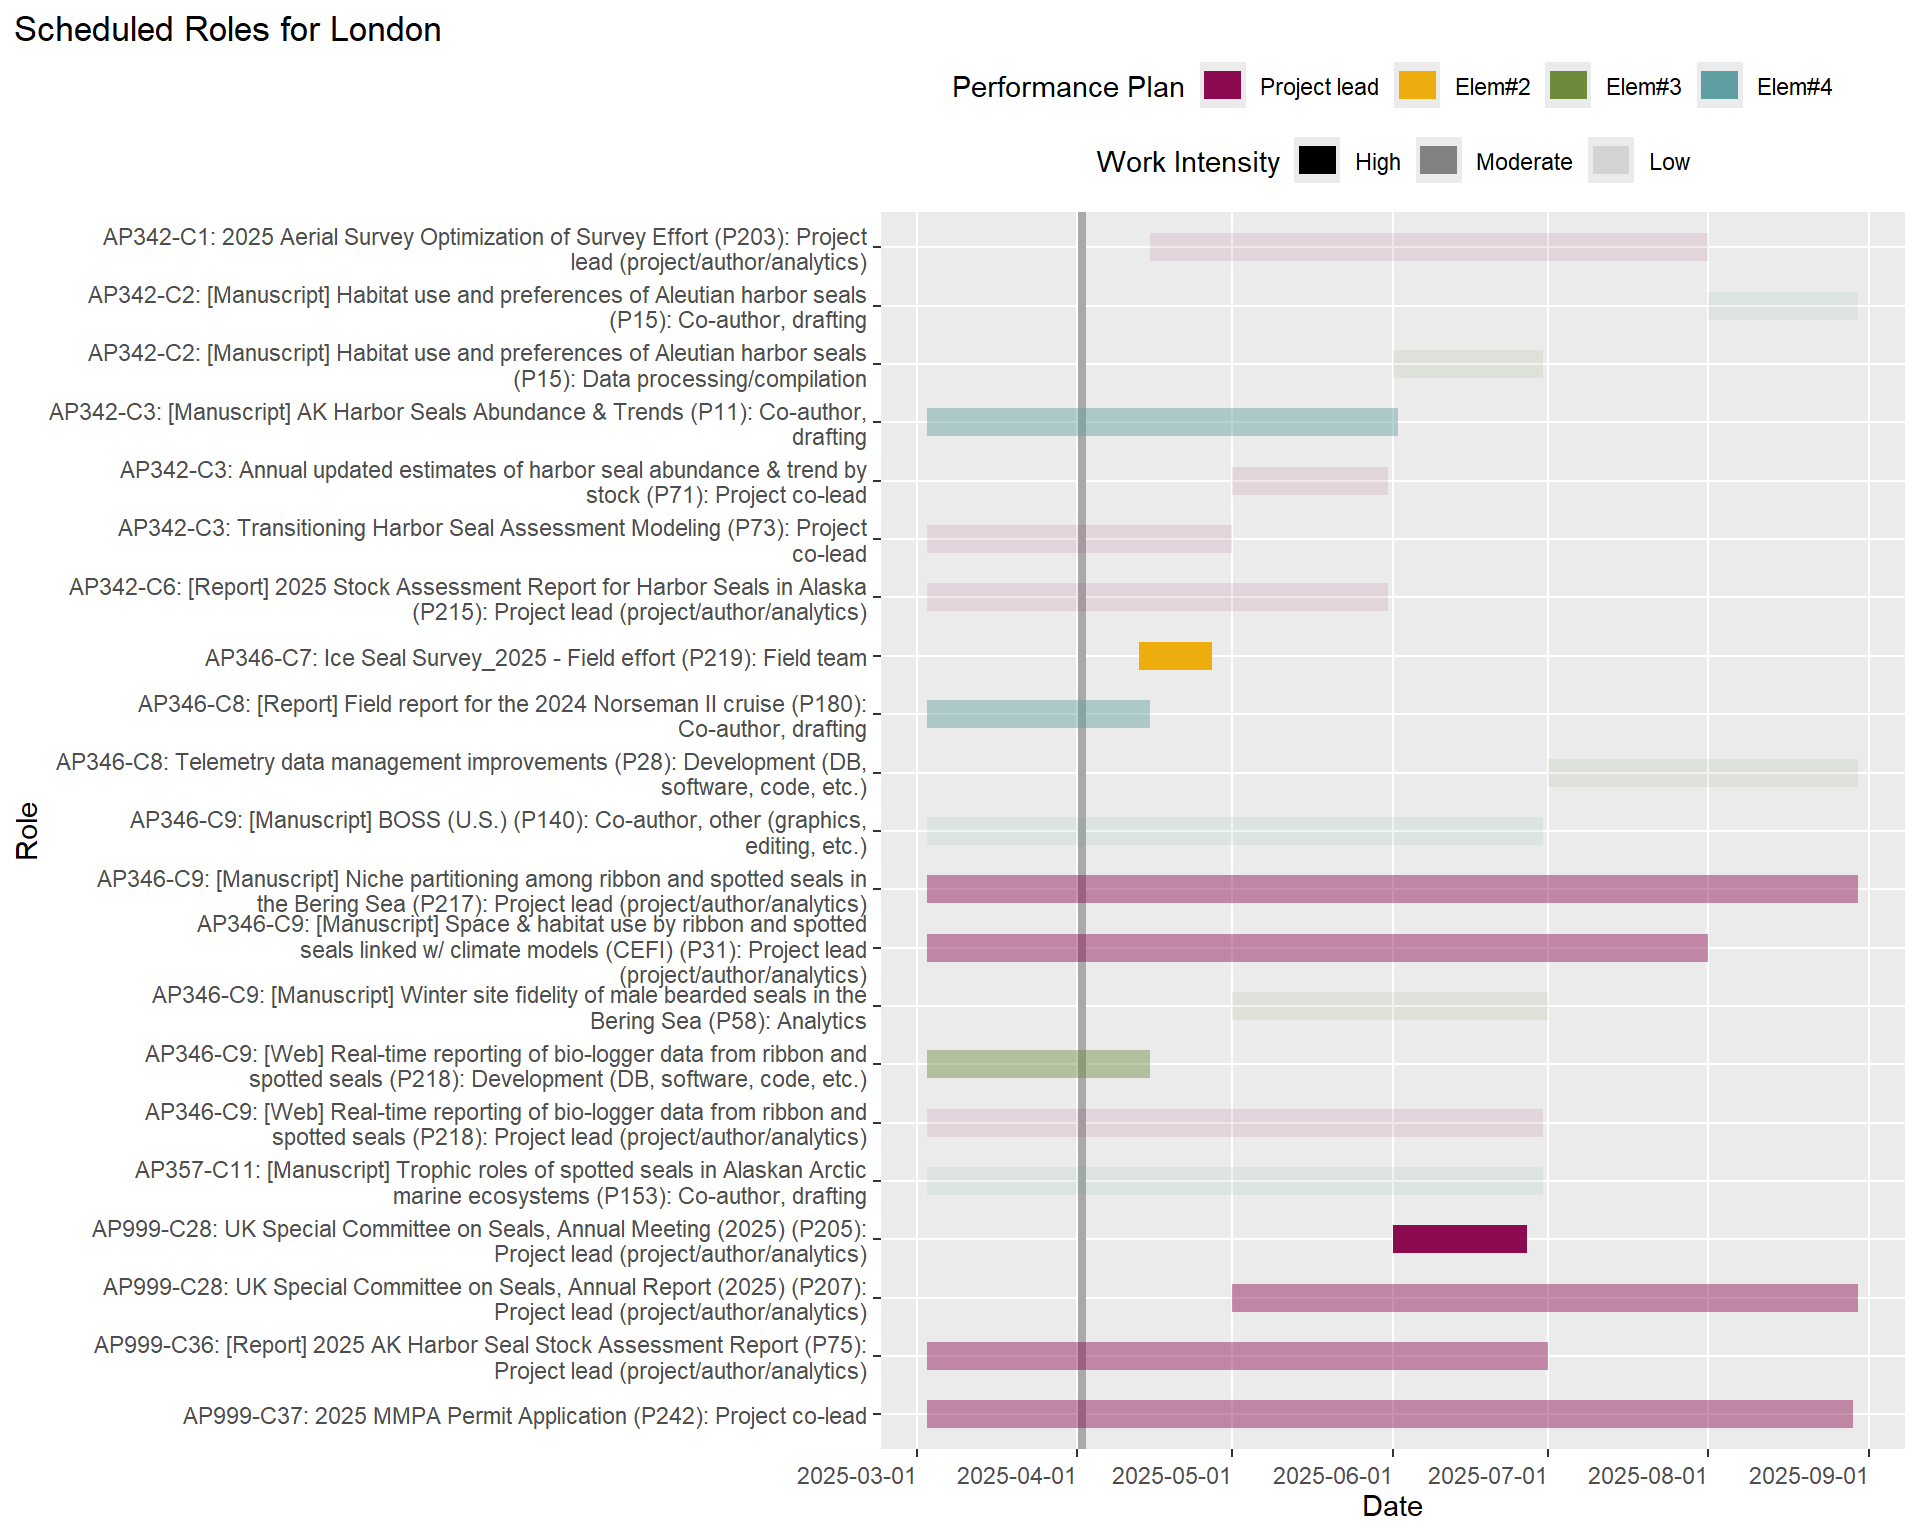 Scheduled Roles for London
Performance Plan Project lead Elem#2 Elem#3 Elem#4
Work Intensity High Moderate Low
AP342-C1: 2025 Aerial Survey Optimization of Survey Effort (P203): Project
lead (project/author/analytics)
AP342-C2: [Manuscript] Habitat use and preferences of Aleutian harbor seals
(P15): Co-author, drafting
AP342-C2: [Manuscript] Habitat use and preferences of Aleutian harbor seals
(P15): Data processing/compilation
AP342-C3: [Manuscript] AK Harbor Seals Abundance & Trends (P11): Co-author,
drafting
AP342-C3: Annual updated estimates of harbor seal abundance & trend by
stock (P71): Project co-lead
AP342-C3: Transitioning Harbor Seal Assessment Modeling (P73): Project
co-lead
AP342-C6: [Report] 2025 Stock Assessment Report for Harbor Seals in Alaska
(P215): Project lead (project/author/analytics)
AP346-C7: Ice Seal Survey_2025 - Field effort (P219): Field team
AP346-C8: [Report] Field report for the 2024 Norseman II cruise (P180):
Co-author, drafting
AP346-C8: Telemetry data management improvements (P28): Development (DB,
software, code, etc.)
AP346-C9: [Manuscript] BOSS (U.S.) (P140): Co-author, other (graphics,
editing, etc.)
AP346-C9: [Manuscript] Niche partitioning among ribbon and spotted seals in
the Bering Sea (P217): Project lead (project/author/analytics)
AP346-C9: [Manuscript] Space & habitat use by ribbon and spotted
seals linked w/ climate models (CEFI) (P31): Project lead
(project/author/analytics)
AP346-C9: [Manuscript] Winter site fidelity of male bearded seals in the
Bering Sea (P58): Analytics
AP346-C9: [Web] Real-time reporting of bio-logger data from ribbon and
spotted seals (P218): Development (DB, software, code, etc.)
AP346-C9: [Web] Real-time reporting of bio-logger data from ribbon and
spotted seals (P218): Project lead (project/author/analytics)
AP357-C11: [Manuscript] Trophic roles of spotted seals in Alaskan Arctic
marine ecosystems (P153): Co-author, drafting
AP999-C28: UK Special Committee on Seals, Annual Meeting (2025) (P205):
Project lead (project/author/analytics)
AP999-C28: UK Special Committee on Seals, Annual Report (2025) (P207):
Project lead (project/author/analytics)
AP999-C36: [Report] 2025 AK Harbor Seal Stock Assessment Report (P75):
Project lead (project/author/analytics)
AP999-C37: 2025 MMPA Permit Application (P242): Project co-lead
Role
2025-03-01 2025-04-01 2025-05-01 2025-06-01 2025-07-01 2025-08-01 2025-09-01
Date